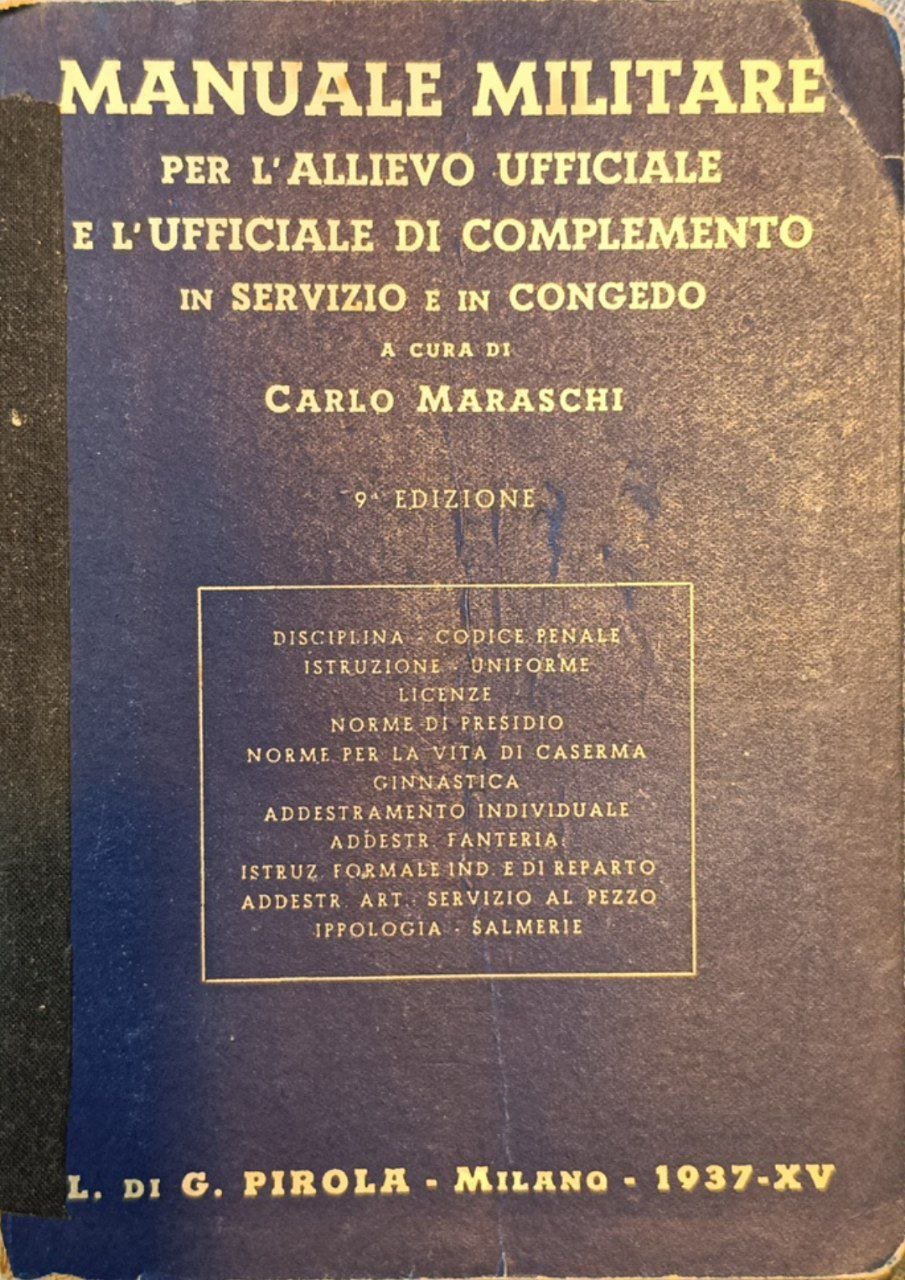 MANUALE MILITARE
PER L'ALLIEVO UFFICIALE
E L'UFFICIALE DI COMPLEMENTO
IN SERVIZIO E IN CONGEDO
A CURA DI
CARLO MARASCHI
9ª EDIZIONE
DISCIPLINA - CODICE PENALE
ISTRUZIONE - UNIFORME
LICENZE
NORME DI PRESIDIO
NORME PER LA VITA DI CASERMA
GINNASTICA
ADDESTRAMENTO INDIVIDUALE
ADDESTR. FANTERIA:
ISTRUZ. FORMALE IND. E DI REPARTO
ADDESTR. ART.: SERVIZIO AL PEZZO
IPPOLOGIA - SALMERIE
L. DI G. PIROLA - MILANO - 1937-XV